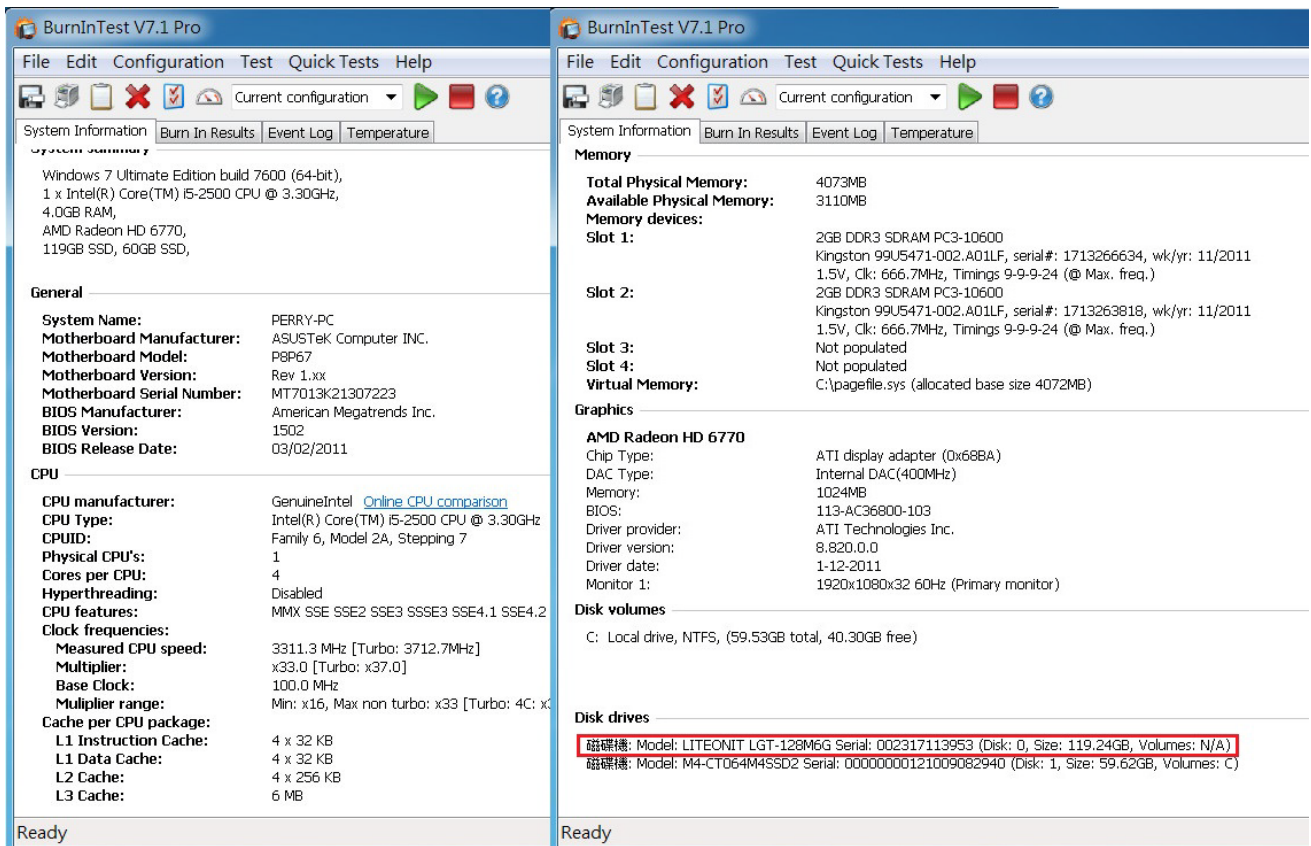 BurnInTest V7.1 Pro
File Edit Configuration Test Quick Tests Help
Current configuration
System Information Burn In Results Event Log Temperature
System summary
Windows 7 Ultimate Edition build 7600 (64-bit),
1 x Intel(R) Core(TM) i5-2500 CPU @ 3.30GHz,
4.0GB RAM,
AMD Radeon HD 6770,
119GB SSD, 60GB SSD,
General
System Name: PERRY-PC
Motherboard Manufacturer: ASUSTeK Computer INC.
Motherboard Model: P8P67
Motherboard Version: Rev 1.xx
Motherboard Serial Number: MT7013K21307223
BIOS Manufacturer: American Megatrends Inc.
BIOS Version: 1502
BIOS Release Date: 03/02/2011
CPU
CPU manufacturer: GenuineIntel Online CPU comparison
CPU Type: Intel(R) Core(TM) i5-2500 CPU @ 3.30GHz
CPUID: Family 6, Model 2A, Stepping 7
Physical CPU's: 1
Cores per CPU: 4
Hyperthreading: Disabled
CPU features: MMX SSE SSE2 SSE3 SSSE3 SSE4.1 SSE4.2
Clock frequencies:
Measured CPU speed: 3311.3 MHz [Turbo: 3712.7MHz]
Multiplier: x33.0 [Turbo: x37.0]
Base Clock: 100.0 MHz
Muliplier range: Min: x16, Max non turbo: x33 [Turbo: 4C:
Cache per CPU package:
L1 Instruction Cache: 4 x 32 KB
L1 Data Cache: 4 x 32 KB
L2 Cache: 4 x 256 KB
L3 Cache: 6 MB
Ready
BurnInTest V7.1 Pro
File Edit Configuration Test Quick Tests Help
Current configuration
System Information Burn In Results Event Log Temperature
Memory
Total Physical Memory: 4073MB
Available Physical Memory: 3110MB
Memory devices:
Slot 1: 2GB DDR3 SDRAM PC3-10600
Kingston 99U5471-002.A01LF, serial#: 1713266634, wk/yr: 11/2011
1.5V, Clk: 666.7MHz, Timings 9-9-9-24 (@ Max. freq.)
Slot 2: 2GB DDR3 SDRAM PC3-10600
Kingston 99U5471-002.A01LF, serial#: 1713263818, wk/yr: 11/2011
1.5V, Clk: 666.7MHz, Timings 9-9-9-24 (@ Max. freq.)
Slot 3: Not populated
Slot 4: Not populated
Virtual Memory: C:\pagefile.sys (allocated base size 4072MB)
Graphics
AMD Radeon HD 6770
Chip Type: ATI display adapter (0x68BA)
DAC Type: Internal DAC(400MHz)
Memory: 1024MB
BIOS: 113-AC36800-103
Driver provider: ATI Technologies Inc.
Driver version: 8.820.0.0
Driver date: 1-12-2011
Monitor 1: 1920x1080x32 60Hz (Primary monitor)
Disk volumes
C: Local drive, NTFS, (59.53GB total, 40.30GB free)
Disk drives
磁碟機: Model: LITEONIT LGT-128M6G Serial: 002317113953 (Disk: 0, Size: 119.24GB, Volumes: N/A)
磁碟機: Model: M4-CT064M4SSD2 Serial: 00000000121009082940 (Disk: 1, Size: 59.62GB, Volumes: C)
Ready